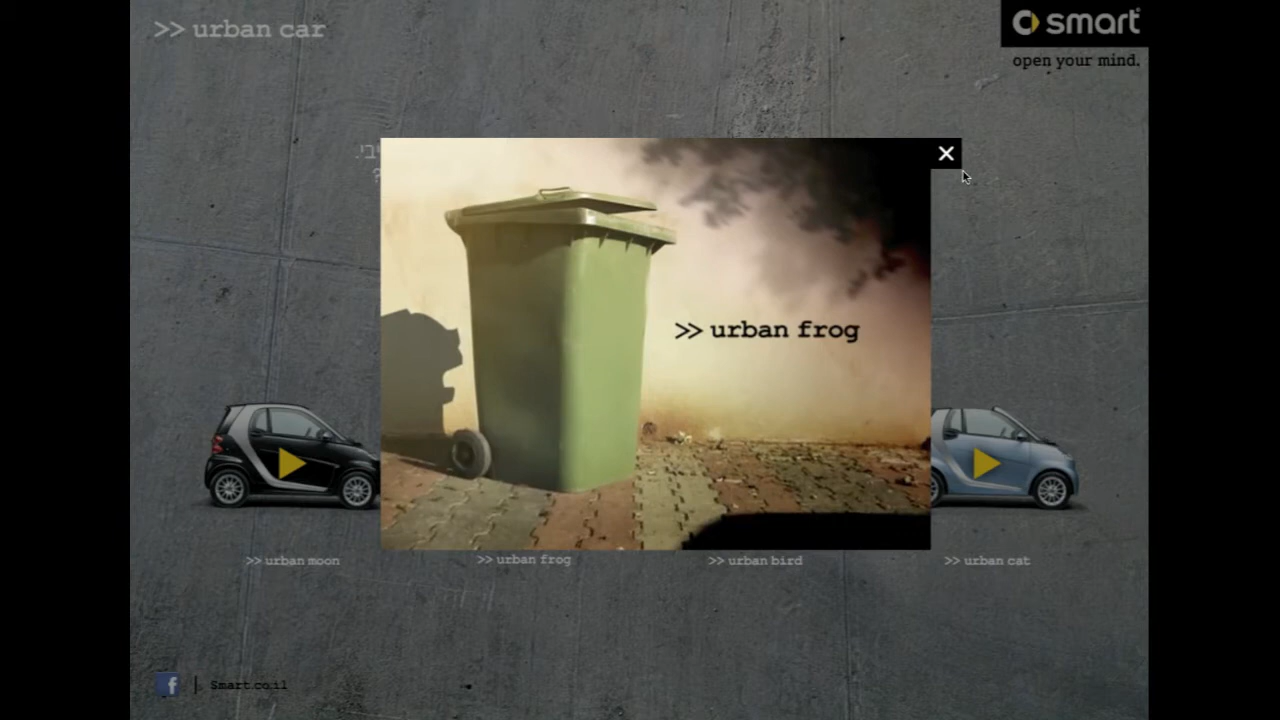 >> urban car
smart
open your mind.
>> urban frog
>> urban moon
>> urban frog
>> urban bird
>> urban cat
f | Smart.co.il